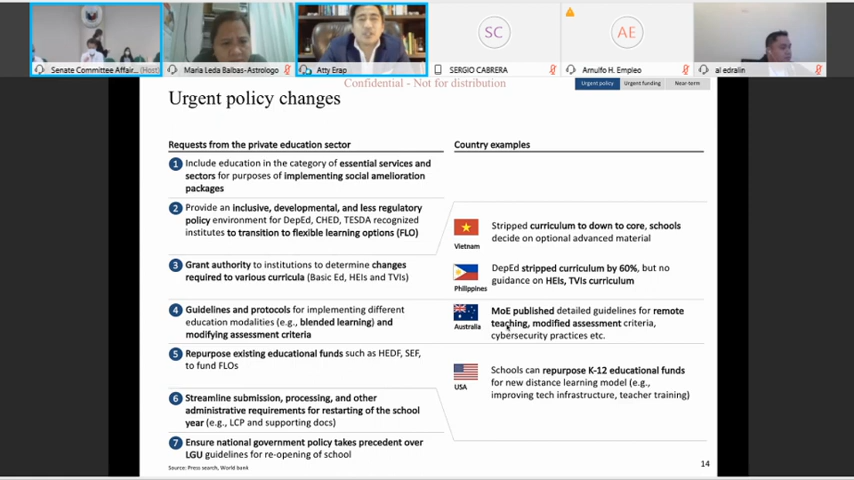 SC
AE
Senate Committee Affair... (Host)
Maria Leda Balbas-Astrologo
Atty Erap
SERGIO CABRERA
Arnulfo H. Empleo
al edralin
Confidential - Not for distribution
Urgent policy
Urgent funding
Near-term
Urgent policy changes
Requests from the private education sector
1 Include education in the category of essential services and
sectors for purposes of implementing social amelioration
packages
2 Provide an inclusive, developmental, and less regulatory
policy environment for DepEd, CHED, TESDA recognized
institutes to transition to flexible learning options (FLO)
3 Grant authority to institutions to determine changes
required to various curricula (Basic Ed, HEIs and TVIs)
4 Guidelines and protocols for implementing different
education modalities (e.g., blended learning) and
modifying assessment criteria
5 Repurpose existing educational funds such as HEDF, SEF,
to fund FLOs
6 Streamline submission, processing, and other
administrative requirements for restarting of the school
year (e.g., LCP and supporting docs)
7 Ensure national government policy takes precedent over
LGU guidelines for re-opening of school
Country examples
Vietnam
Stripped curriculum to down to core, schools
decide on optional advanced material
Philippines
DepEd stripped curriculum by 60%, but no
guidance on HEIs, TVIs curriculum
Australia
MoE published detailed guidelines for remote
teaching, modified assessment criteria,
cybersecurity practices etc.
USA
Schools can repurpose K-12 educational funds
for new distance learning model (e.g.,
improving tech infrastructure, teacher training)
Source: Press search, World bank
14